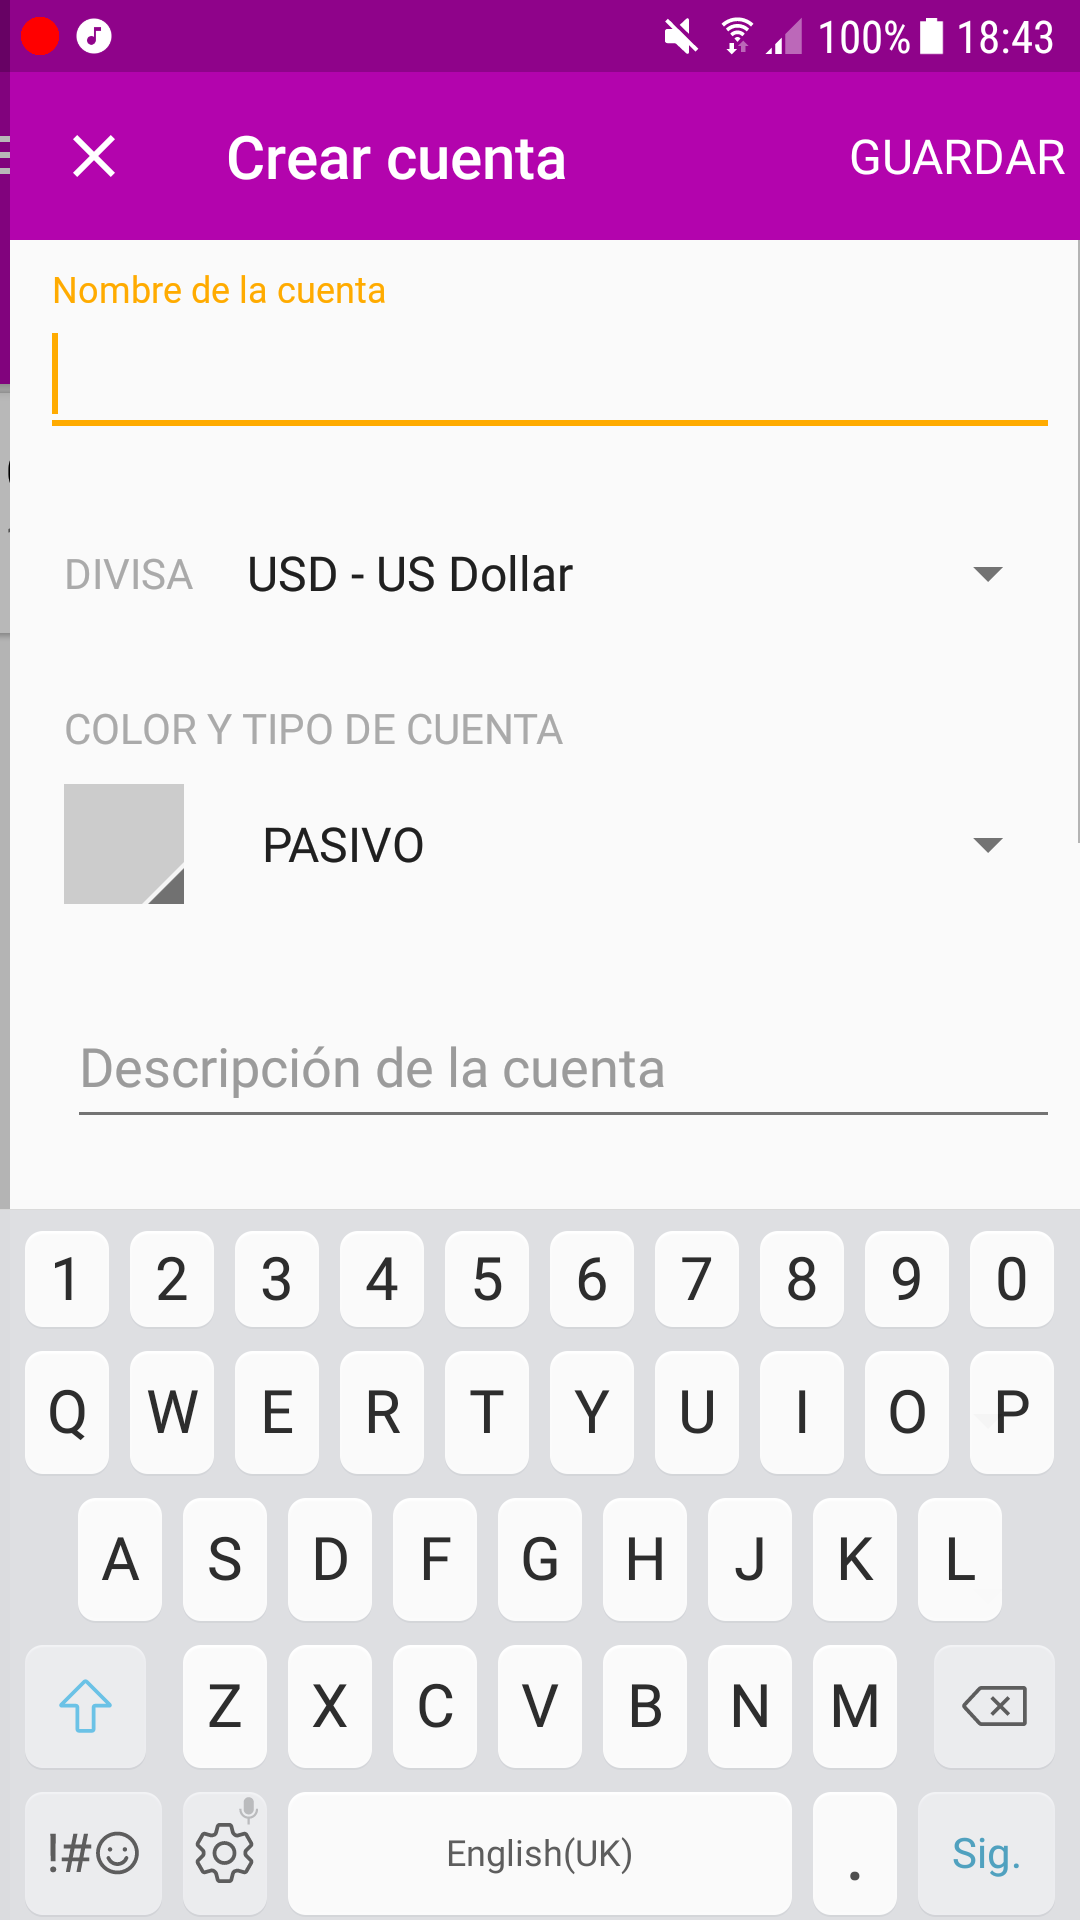 100% 18:43
Crear cuenta GUARDAR
Nombre de la cuenta
DIVISA USD - US Dollar
COLOR Y TIPO DE CUENTA
PASIVO
Descripción de la cuenta
1 2 3 4 5 6 7 8 9 0
Q W E R T Y U I O P
A S D F G H J K L
Z X C V B N M
!#☺ English(UK) . Sig.